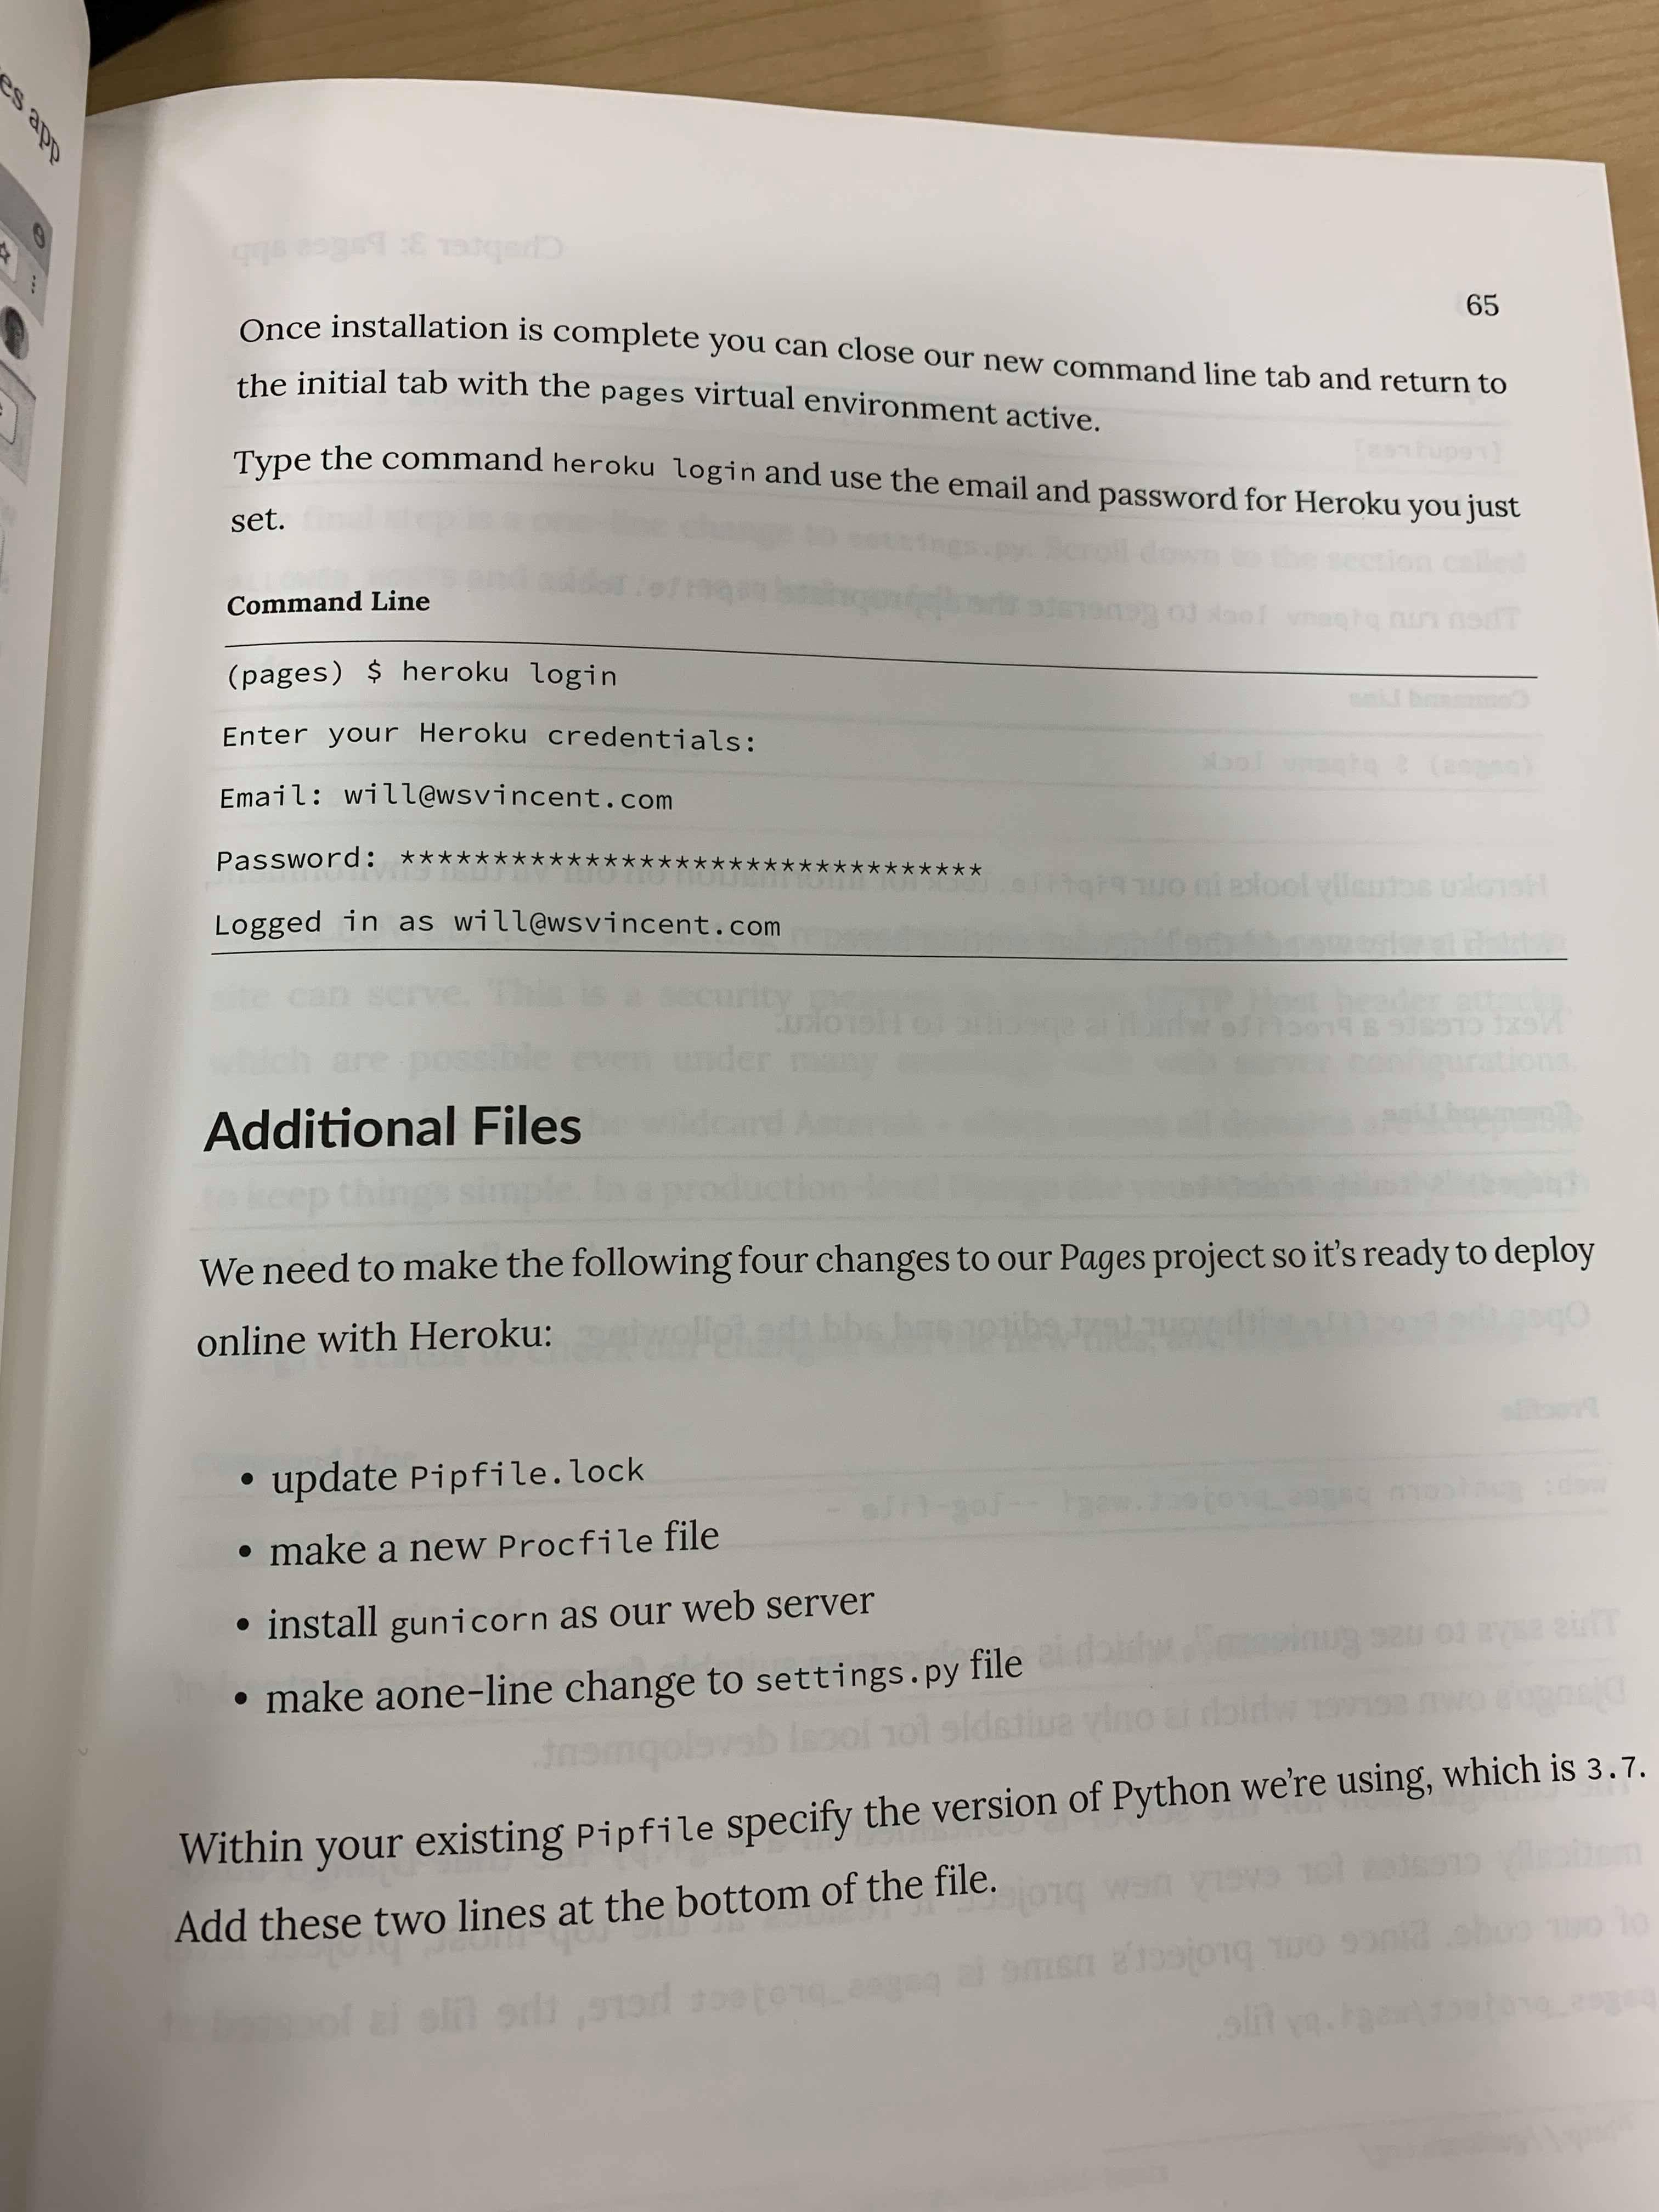 es app
65
Once installation is complete you can close our new command line tab and return to
the initial tab with the pages virtual environment active.
Type the command heroku login and use the email and password for Heroku you just
set.
Command Line
(pages) $ heroku login
Enter your Heroku credentials:
Email: will@wsvincent.com
Password: *********************************
Logged in as will@wsvincent.com
Additional Files
We need to make the following four changes to our Pages project so it's ready to deploy
online with Heroku:
• update Pipfile.lock
• make a new Procfile file
• install gunicorn as our web server
• make aone-line change to settings.py file
Within your existing Pipfile specify the version of Python we're using, which is 3.7.
Add these two lines at the bottom of the file.